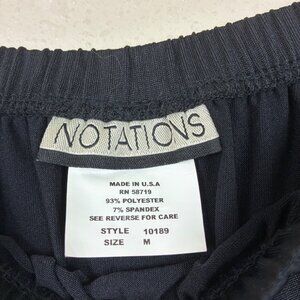 NOTATIONS
MADE IN U.S.A
RN 58719
93% POLYESTER
7% SPANDEX
SEE REVERSE FOR CARE
STYLE 10189
SIZE M